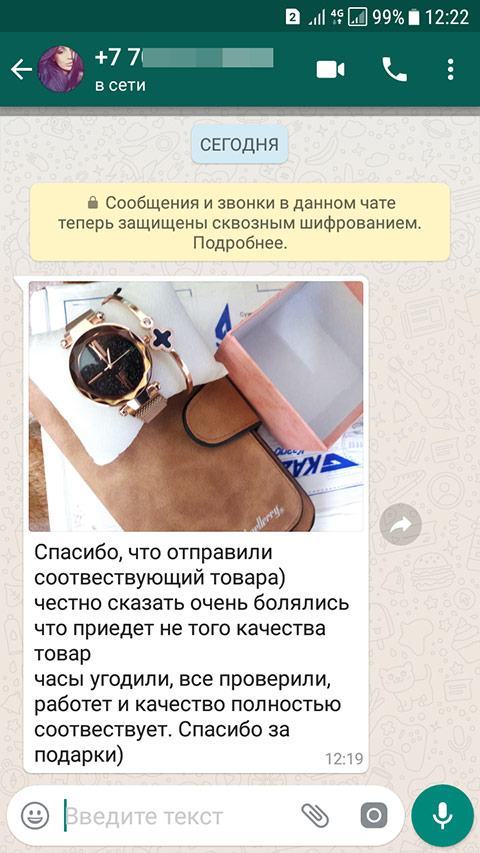 2 4G 99% 12:22
+7 7
в сети
СЕГОДНЯ
Сообщения и звонки в данном чате
теперь защищены сквозным шифрованием.
Подробнее.
KAZ
Спасибо, что отправили
соотвествующий товара)
честно сказать очень болялись
что приедет не того качества
товар
часы угодили, все проверили,
работет и качество полностью
соотвествует. Спасибо за
подарки)
12:19
Введите текст